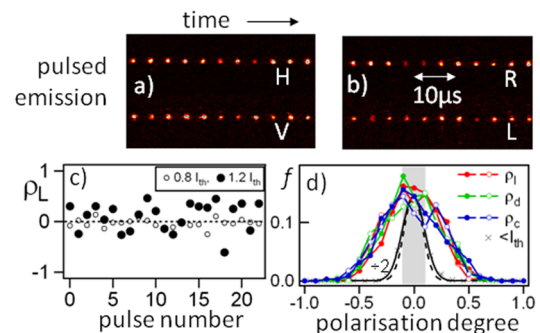 time
pulsed
emission
a) H
V
b) R
10μs
L
c) 0.8 Ith. 1.2 Ith
1
ρL
0
-1
0 5 10 15 20
pulse number
d) f
ρl
ρd
ρc
<Ith
÷2
0.1
0.0
-1.0 -0.5 0.0 0.5 1.0
polarisation degree